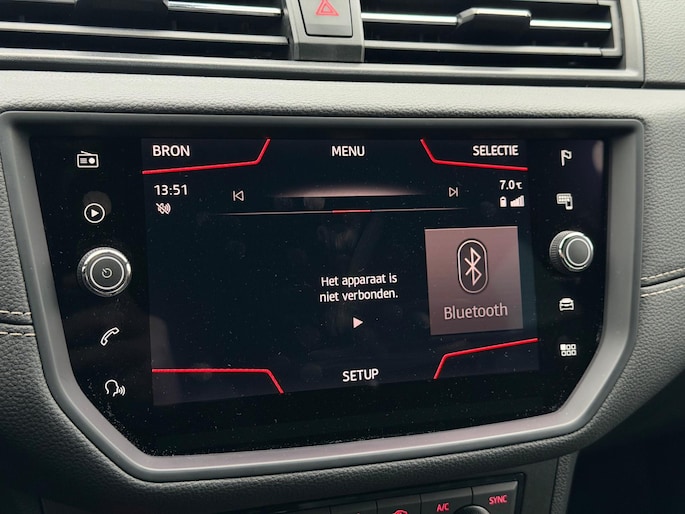 BRON MENU SELECTIE
13:51 7.0℃
Het apparaat is
niet verbonden.
Bluetooth
SETUP
A/C SYNC